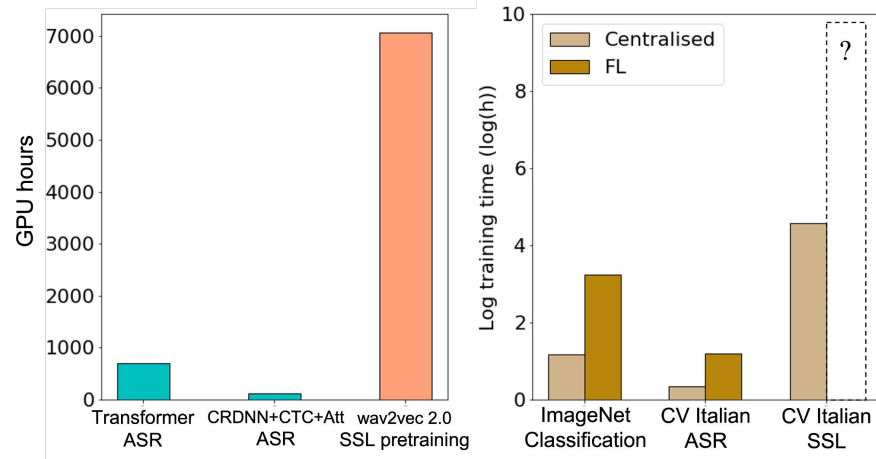 GPU hours
7000
6000
5000
4000
3000
2000
1000
0
Transformer
ASR
CRDNN+CTC+Att
ASR
wav2vec 2.0
SSL pretraining
Log training time (log(h))
10
8
6
4
2
0
Centralised
FL
?
ImageNet
Classification
CV Italian
ASR
CV Italian
SSL